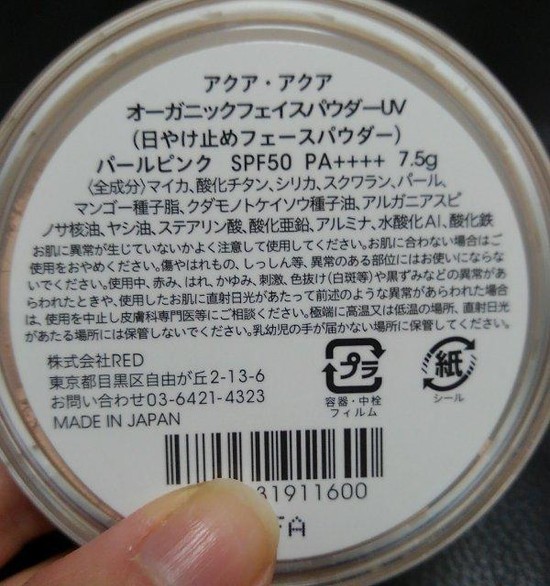 アクア・アクア
オーガニックフェイスパウダーUV
(日やけ止めフェースパウダー)
パールピンク SPF50 PA++++ 7.5g
〈全成分〉マイカ、酸化チタン、シリカ、スクワラン、パール、
マンゴー種子脂、クダモノトケイソウ種子油、アルガニアスピ
ノサ核油、ヤシ油、ステアリン酸、酸化亜鉛、アルミナ、水酸化Al、酸化鉄
お肌に異常が生じていないかよく注意して使用してください。お肌に合わない場合はご
使用をおやめください。傷やはれもの、しっしん等、異常のある部位にはお使いにならな
いでください。使用中、赤み、はれ、かゆみ、刺激、色抜け(白斑等)や黒ずみなどの異常があ
らわれたときや、使用したお肌に直射日光があたって前述のような異常があらわれた場合
は、使用を中止し皮膚科専門医等にご相談ください。極端に高温又は低温の場所、直射日光
があたる場所には保管しないでください。乳幼児の手が届かない場所に保管してください。
株式会社RED
東京都目黒区自由が丘2-13-6
お問い合わせ03-6421-4323
MADE IN JAPAN
プラ
容器・中栓
フィルム
紙
シール
31911600
FA